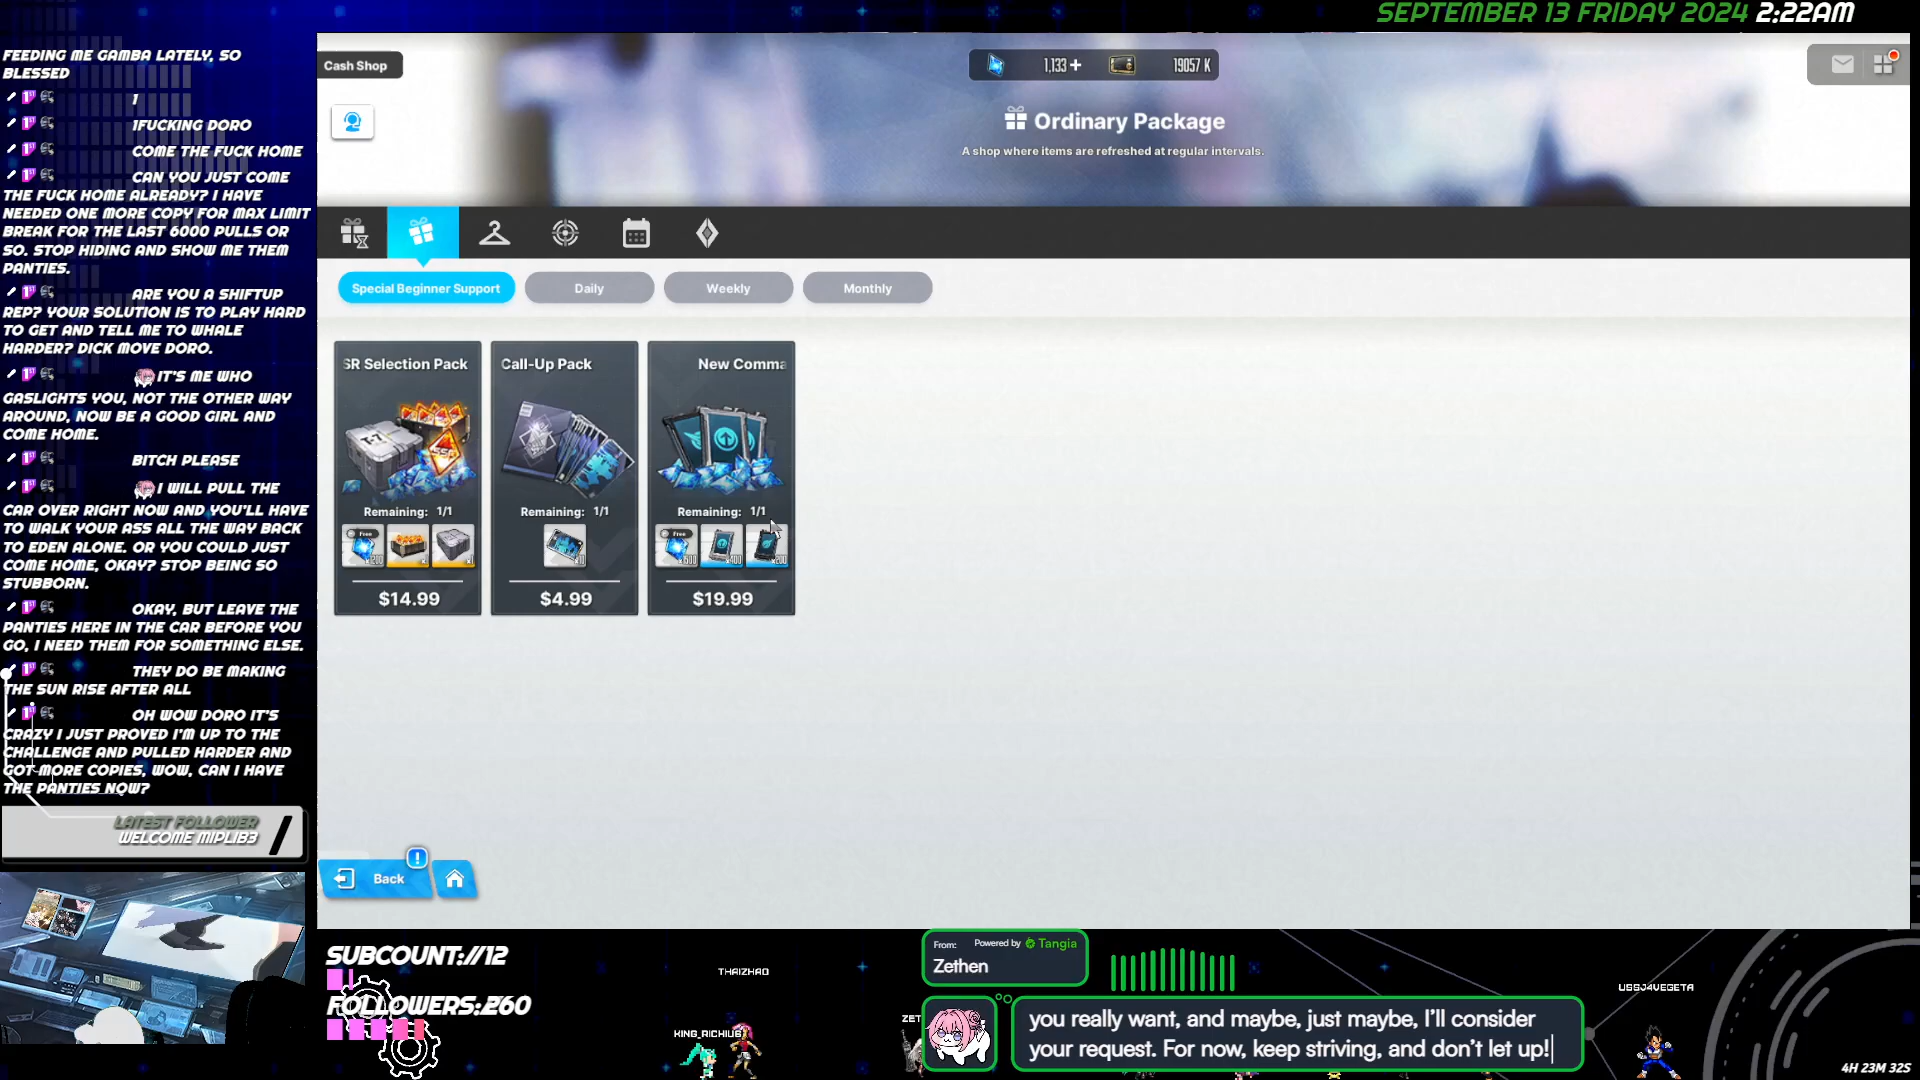 SEPTEMBER 13 FRIDAY 2024 2:22AM
FEEDING ME GAMBA LATELY, SO
BLESSED
1
1FUCKING DORO
COME THE FUCK HOME
CAN YOU JUST COME
THE FUCK HOME ALREADY? I HAVE
NEEDED ONE MORE COPY FOR MAX LIMIT
BREAK FOR THE LAST 6000 PULLS OR
SO. STOP HIDING AND SHOW ME THEM
PANTIES.
ARE YOU A SHIFTUP
REP? YOUR SOLUTION IS TO PLAY HARD
TO GET AND TELL ME TO WHALE
HARDER? DICK MOVE DORO.
IT'S ME WHO
GASLIGHTS YOU, NOT THE OTHER WAY
AROUND, NOW BE A GOOD GIRL AND
COME HOME.
BITCH PLEASE
I WILL PULL THE
CAR OVER RIGHT NOW AND YOU'LL HAVE
TO WALK YOUR ASS ALL THE WAY BACK
TO EDEN ALONE. OR YOU COULD JUST
COME HOME, OKAY? STOP BEING SO
STUBBORN.
OKAY, BUT LEAVE THE
PANTIES HERE IN THE CAR BEFORE YOU
GO, I NEED THEM FOR SOMETHING ELSE.
THEY DO BE MAKING
THE SUN RISE AFTER ALL
OH WOW DORO IT'S
CRAZY I JUST PROVED I'M UP TO THE
CHALLENGE AND PULLED HARDER AND
GOT MORE COPIES, WOW, CAN I HAVE
THE PANTIES NOW?
LATEST FOLLOWER
WELCOME MIPLIB3
Cash Shop
1,133 +
19057 K
Ordinary Package
A shop where items are refreshed at regular intervals.
Special Beginner Support
Daily
Weekly
Monthly
SR Selection Pack
Remaining: 1/1
Free
x200
$14.99
Call-Up Pack
Remaining: 1/1
x10
$4.99
New Comma
Remaining: 1/1
Free
x500
x400
x200
$19.99
Back
SUBCOUNT://12
FOLLOWERS:260
THAIZHAO
KING_RICHIUS
ZET
From:
Powered by Tangia
Zethen
you really want, and maybe, just maybe, I'll consider
your request. For now, keep striving, and don't let up!
USSJ4VEGETA
4H 23M 32S